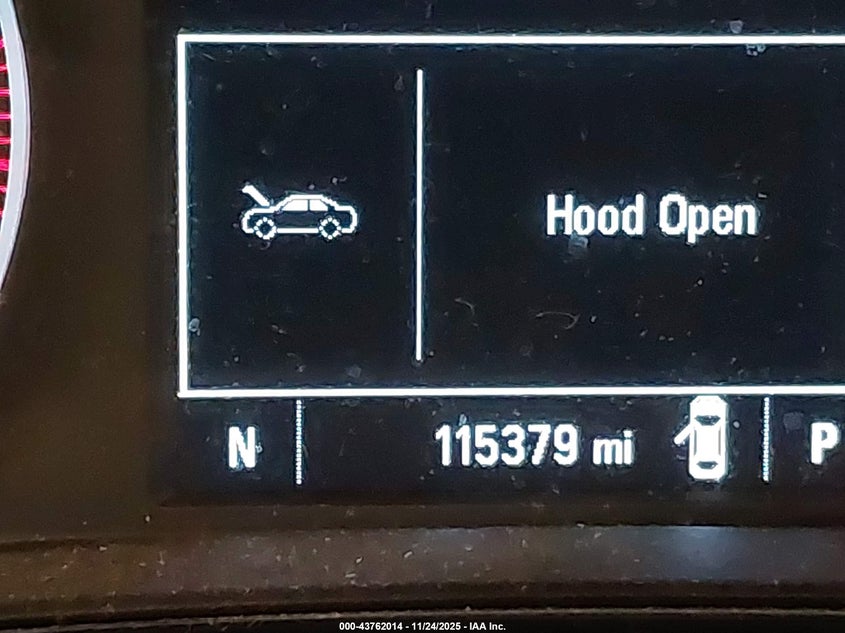 Hood Open
N 115379 mi P
000-43762014 - 11/24/2025 - IAA Inc.